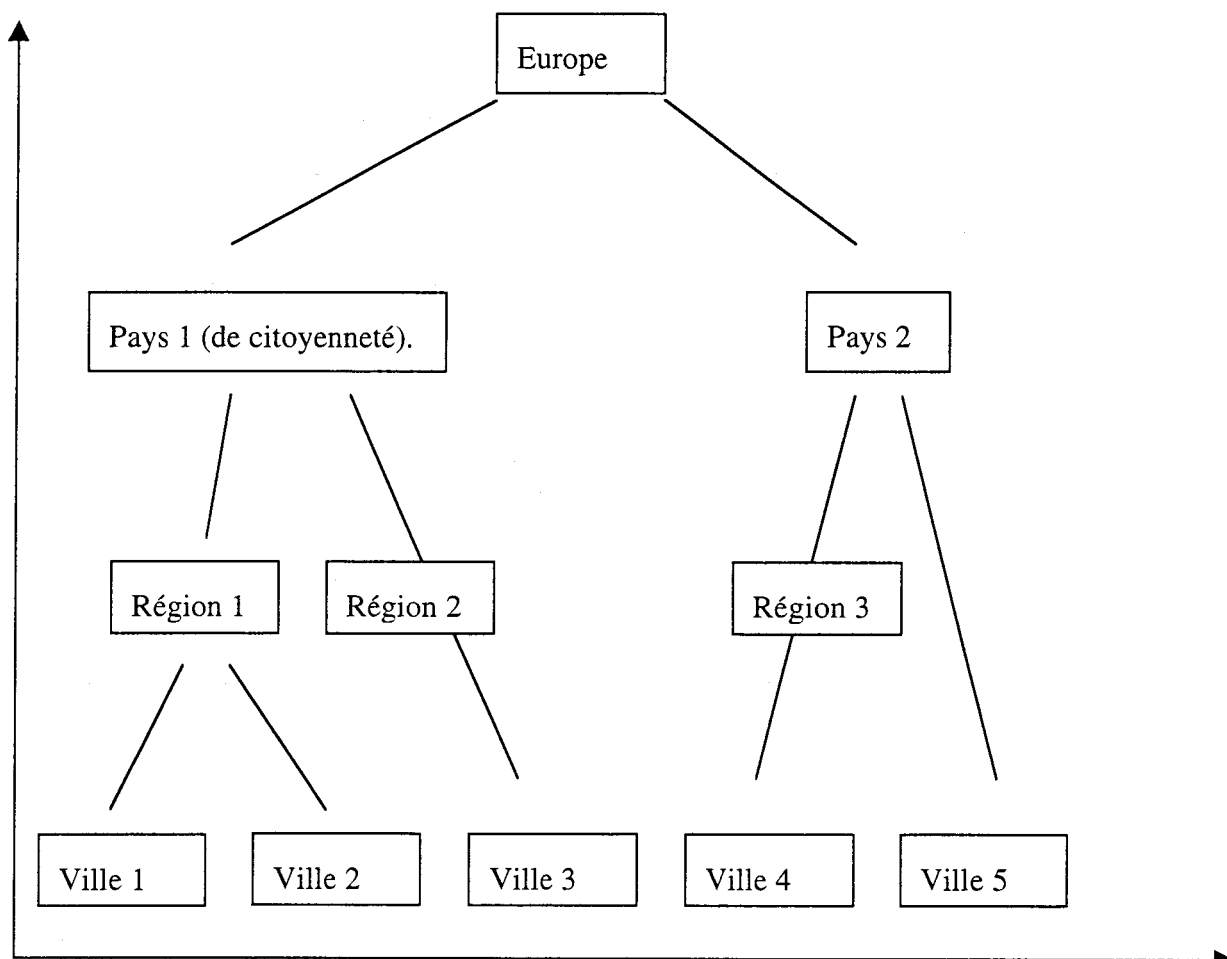 Europe
Pays 1 (de citoyenneté).
Pays 2
Région 1
Région 2
Région 3
Ville 1
Ville 2
Ville 3
Ville 4
Ville 5